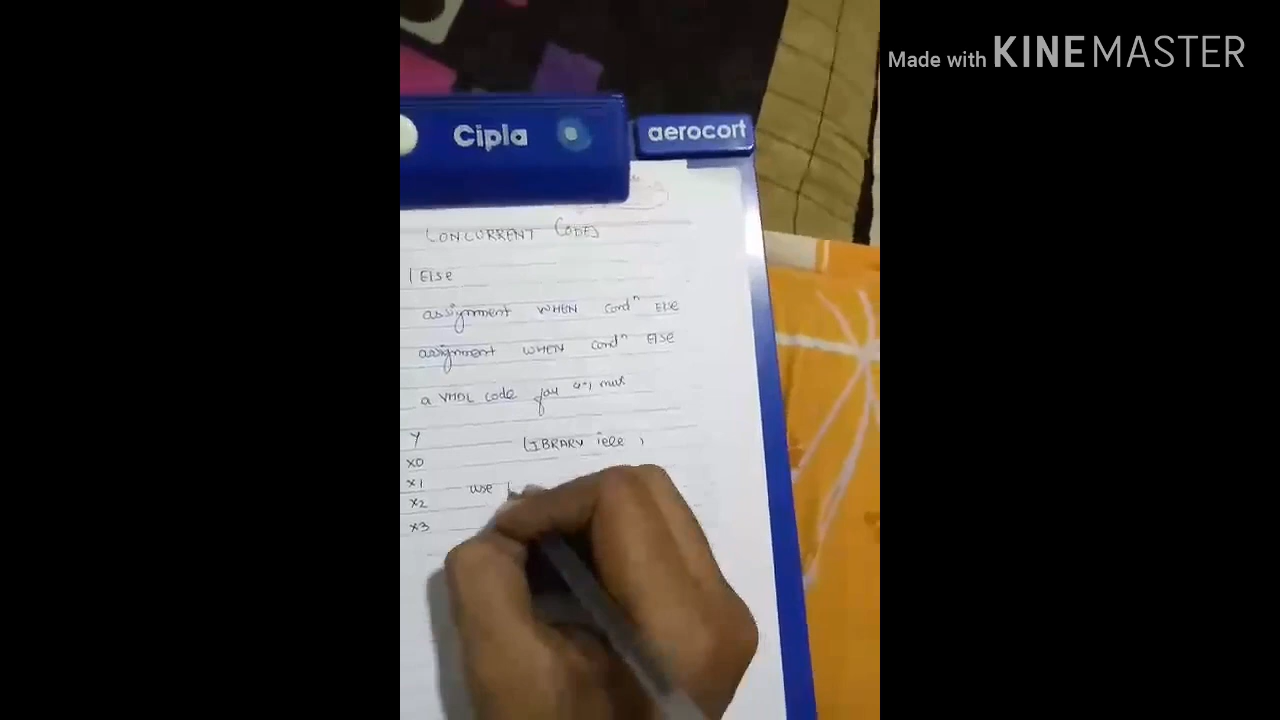 Made with KINEMASTER
Cipla
aerocort
CONCURRENT CODES
| Else
assignment WHEN condⁿ ELSE
assignment WHEN condⁿ ELSE
a VHDL code for 4:1 mux
Y
LIBRARY ieee ;
X0
X1
use
X2
X3